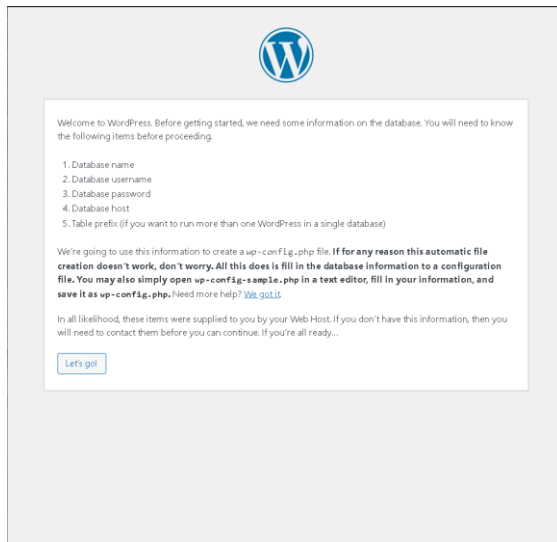 Welcome to WordPress. Before getting started, we need some information on the database. You will need to know
the following items before proceeding.
1. Database name
2. Database username
3. Database password
4. Database host
5. Table prefix (if you want to run more than one WordPress in a single database)
We're going to use this information to create a wp-config.php file. If for any reason this automatic file
creation doesn't work, don't worry. All this does is fill in the database information to a configuration
file. You may also simply open wp-config-sample.php in a text editor, fill in your information, and
save it as wp-config.php. Need more help? We got it.
In all likelihood, these items were supplied to you by your Web Host. If you don't have this information, then you
will need to contact them before you can continue. If you're all ready...
Let's go!